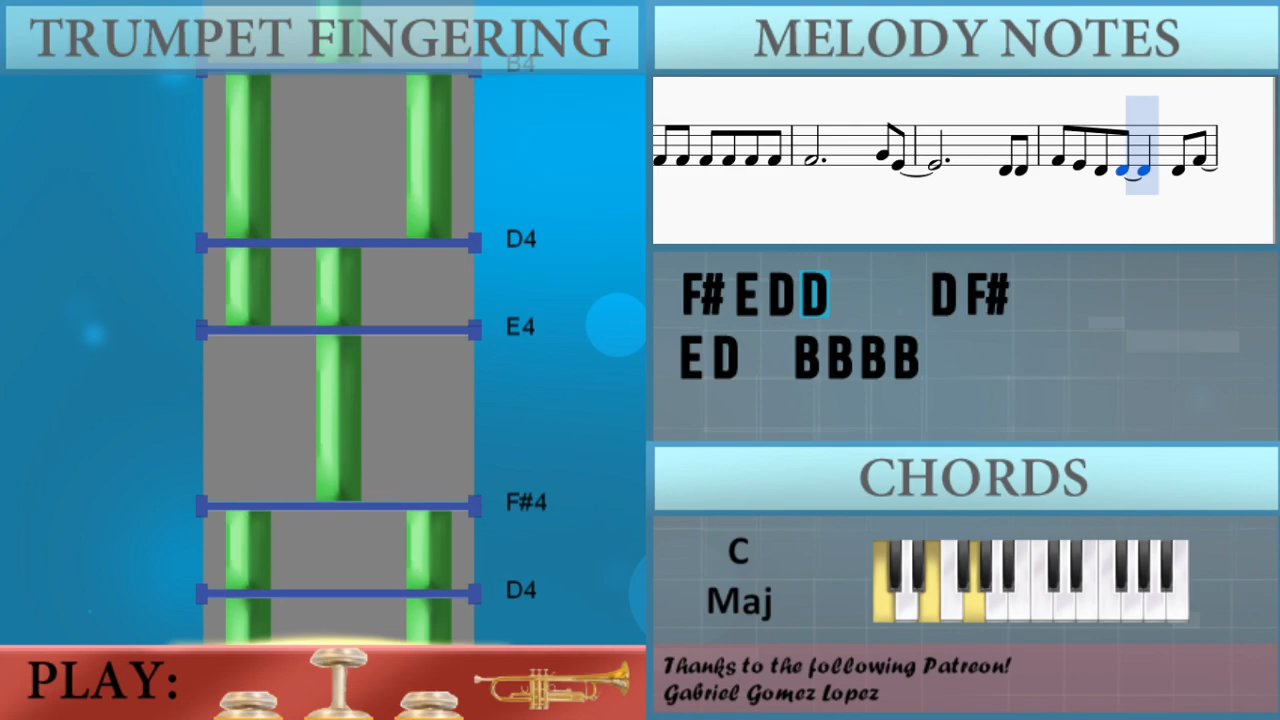 TRUMPET FINGERING
B4
D4
E4
F#4
D4
PLAY:
MELODY NOTES
F# E D D D F#
E D B B B B
CHORDS
C
Maj
Thanks to the following Patreon!
Gabriel Gomez Lopez